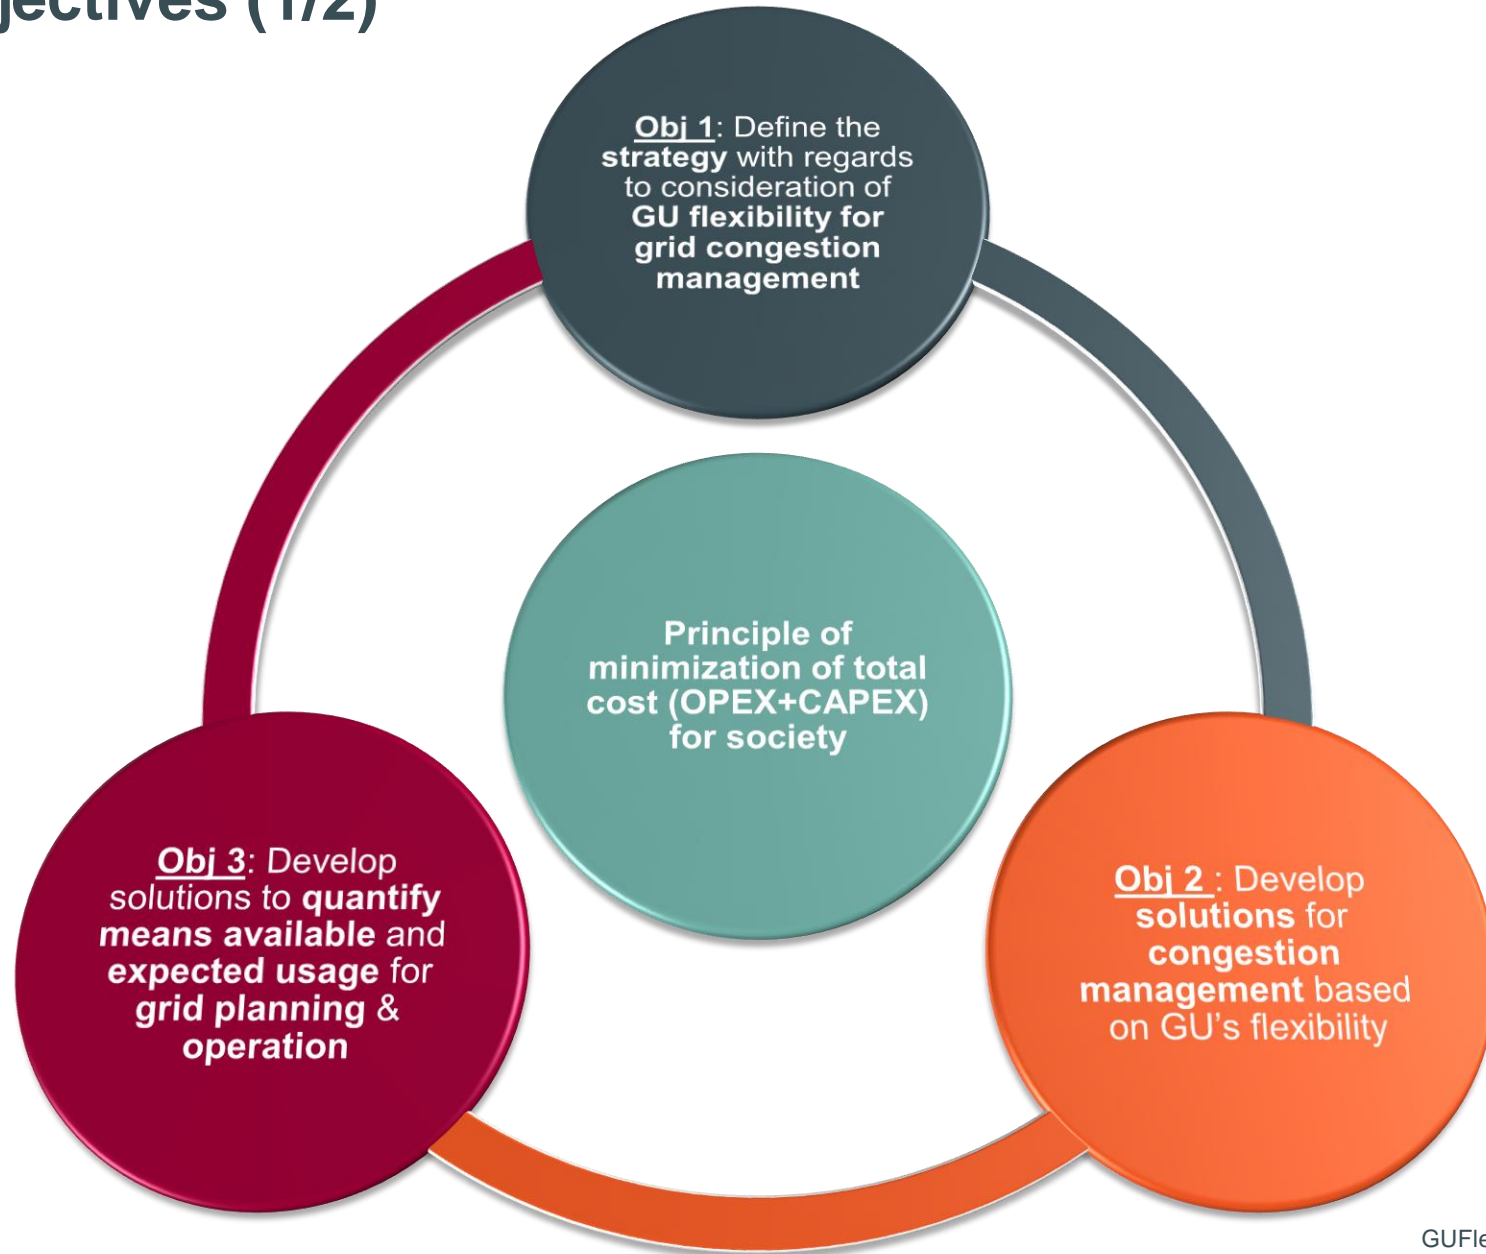 jectives (1/2)
Obj 1: Define the
strategy with regards
to consideration of
GU flexibility for
grid congestion
management
Principle of
minimization of total
cost (OPEX+CAPEX)
for society
Obj 3: Develop
solutions to quantify
means available and
expected usage for
grid planning &
operation
Obj 2 : Develop
solutions for
congestion
management based
on GU's flexibility
GUFle